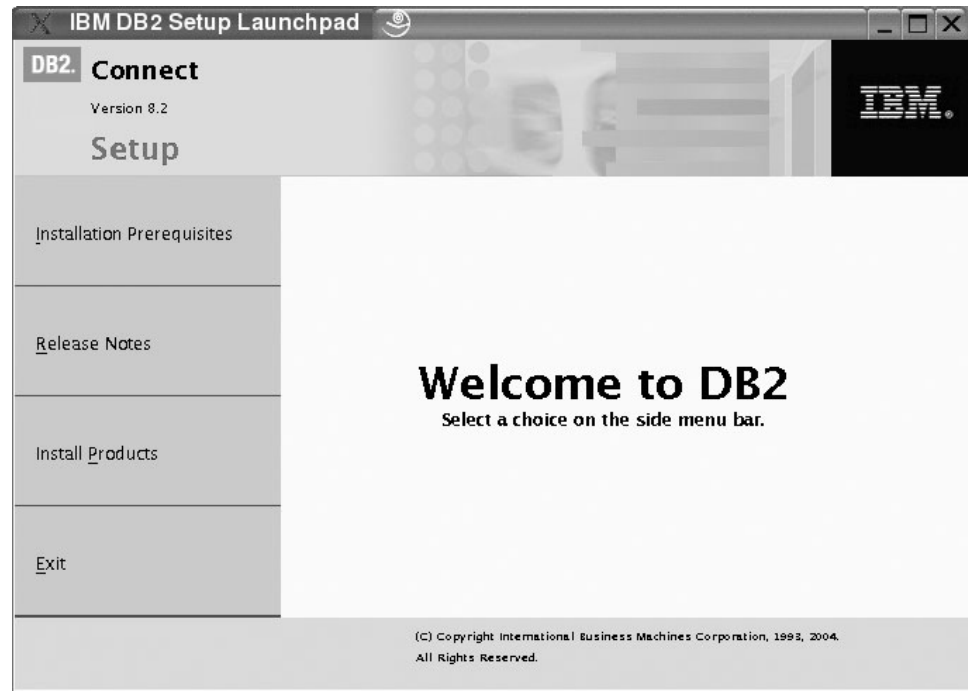 IBM DB2 Setup Launchpad
DB2. Connect
Version 8.2
Setup
IBM.
Installation Prerequisites
Release Notes
Install Products
Exit
Welcome to DB2
Select a choice on the side menu bar.
(C) Copyright International Business Machines Corporation, 1993, 2004.
All Rights Reserved.